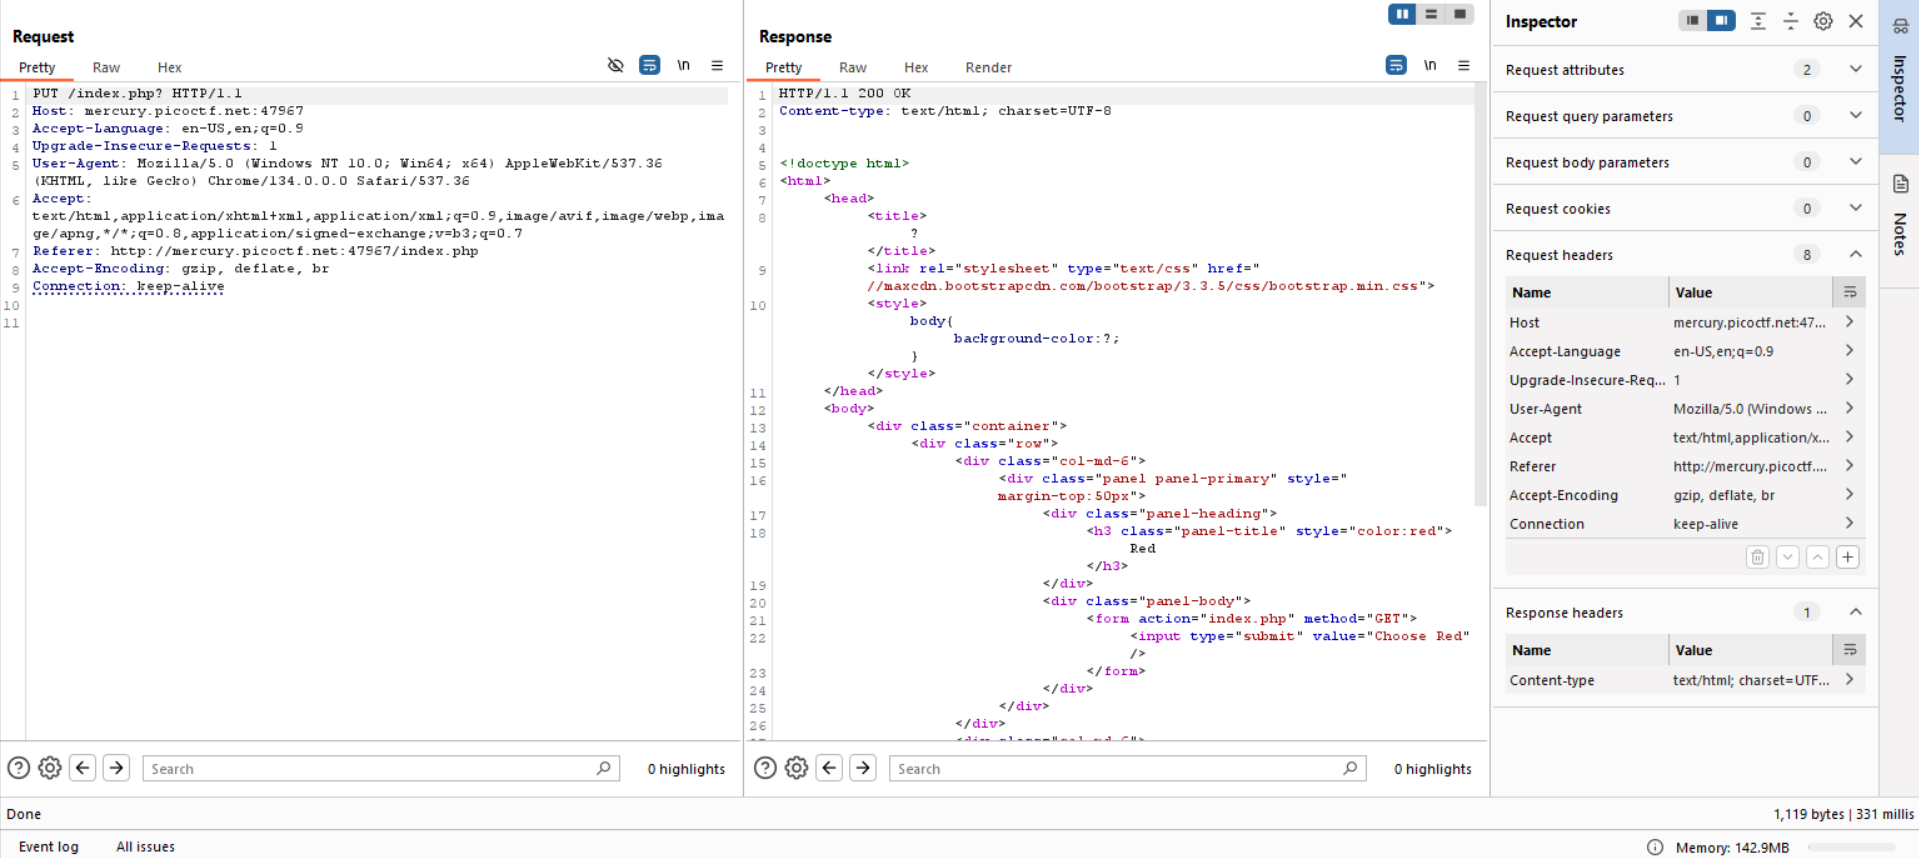 Request
Pretty
Raw
Hex
\n
1 PUT /index.php? HTTP/1.1
2 Host: mercury.picoctf.net:47967
3 Accept-Language: en-US,en;q=0.9
4 Upgrade-Insecure-Requests: 1
5 User-Agent: Mozilla/5.0 (Windows NT 10.0; Win64; x64) AppleWebKit/537.36
(KHTML, like Gecko) Chrome/134.0.0.0 Safari/537.36
6 Accept:
text/html,application/xhtml+xml,application/xml;q=0.9,image/avif,image/webp,ima
ge/apng,*/*;q=0.8,application/signed-exchange;v=b3;q=0.7
7 Referer: http://mercury.picoctf.net:47967/index.php
8 Accept-Encoding: gzip, deflate, br
9 Connection: keep-alive
10
11
Search
0 highlights
Response
Pretty
Raw
Hex
Render
\n
1 HTTP/1.1 200 OK
2 Content-type: text/html; charset=UTF-8
3
4
5 <!doctype html>
6 <html>
7 <head>
8 <title>
?
</title>
9 <link rel="stylesheet" type="text/css" href="
//maxcdn.bootstrapcdn.com/bootstrap/3.3.5/css/bootstrap.min.css">
10 <style>
body{
background-color:?;
}
</style>
11 </head>
12 <body>
13 <div class="container">
14 <div class="row">
15 <div class="col-md-6">
16 <div class="panel panel-primary" style="
margin-top:50px">
17 <div class="panel-heading">
18 <h3 class="panel-title" style="color:red">
Red
</h3>
19 </div>
20 <div class="panel-body">
21 <form action="index.php" method="GET">
22 <input type="submit" value="Choose Red"
/>
23 </form>
24 </div>
25 </div>
26 </div>
<div class="col-md-6">
Search
0 highlights
Inspector
Request attributes 2
Request query parameters 0
Request body parameters 0
Request cookies 0
Request headers 8
Name Value
Host mercury.picoctf.net:47...
Accept-Language en-US,en;q=0.9
Upgrade-Insecure-Req... 1
User-Agent Mozilla/5.0 (Windows ...
Accept text/html,application/x...
Referer http://mercury.picoctf....
Accept-Encoding gzip, deflate, br
Connection keep-alive
Response headers 1
Name Value
Content-type text/html; charset=UTF...
Inspector
Notes
Done
1,119 bytes | 331 millis
Event log
All issues
Memory: 142.9MB